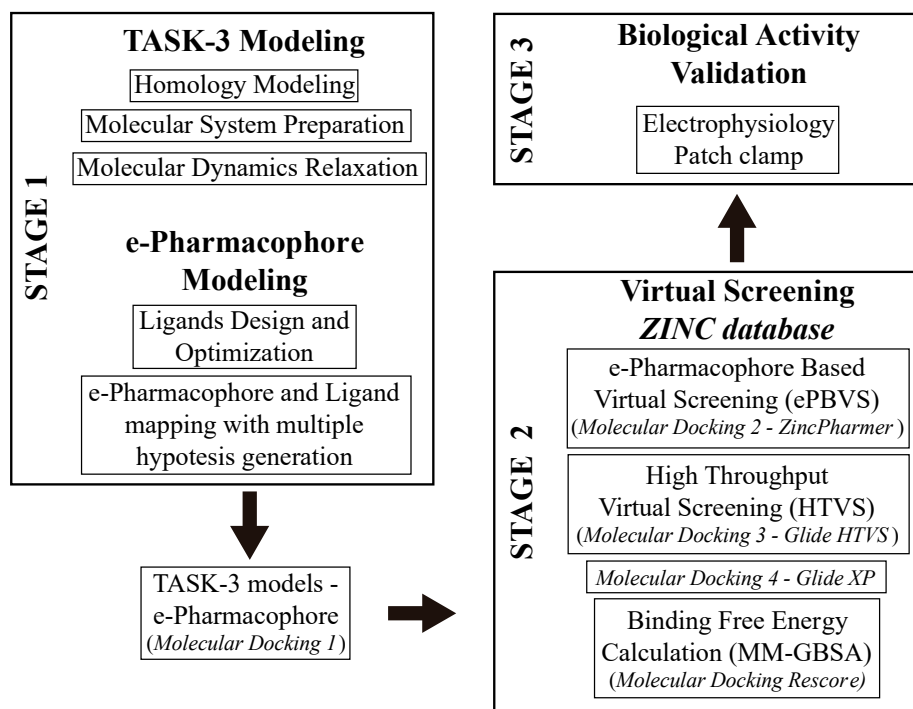 STAGE 1
TASK-3 Modeling
Homology Modeling
Molecular System Preparation
Molecular Dynamics Relaxation
e-Pharmacophore
Modeling
Ligands Design and
Optimization
e-Pharmacophore and Ligand
mapping with multiple
hypotesis generation
TASK-3 models -
e-Pharmacophore
(Molecular Docking 1)
STAGE 2
Virtual Screening
ZINC database
e-Pharmacophore Based
Virtual Screening (ePBVS)
(Molecular Docking 2 - ZincPharmer)
High Throughput
Virtual Screening (HTVS)
(Molecular Docking 3 - Glide HTVS)
Molecular Docking 4 - Glide XP
Binding Free Energy
Calculation (MM-GBSA)
(Molecular Docking Rescore)
STAGE 3
Biological Activity
Validation
Electrophysiology
Patch clamp